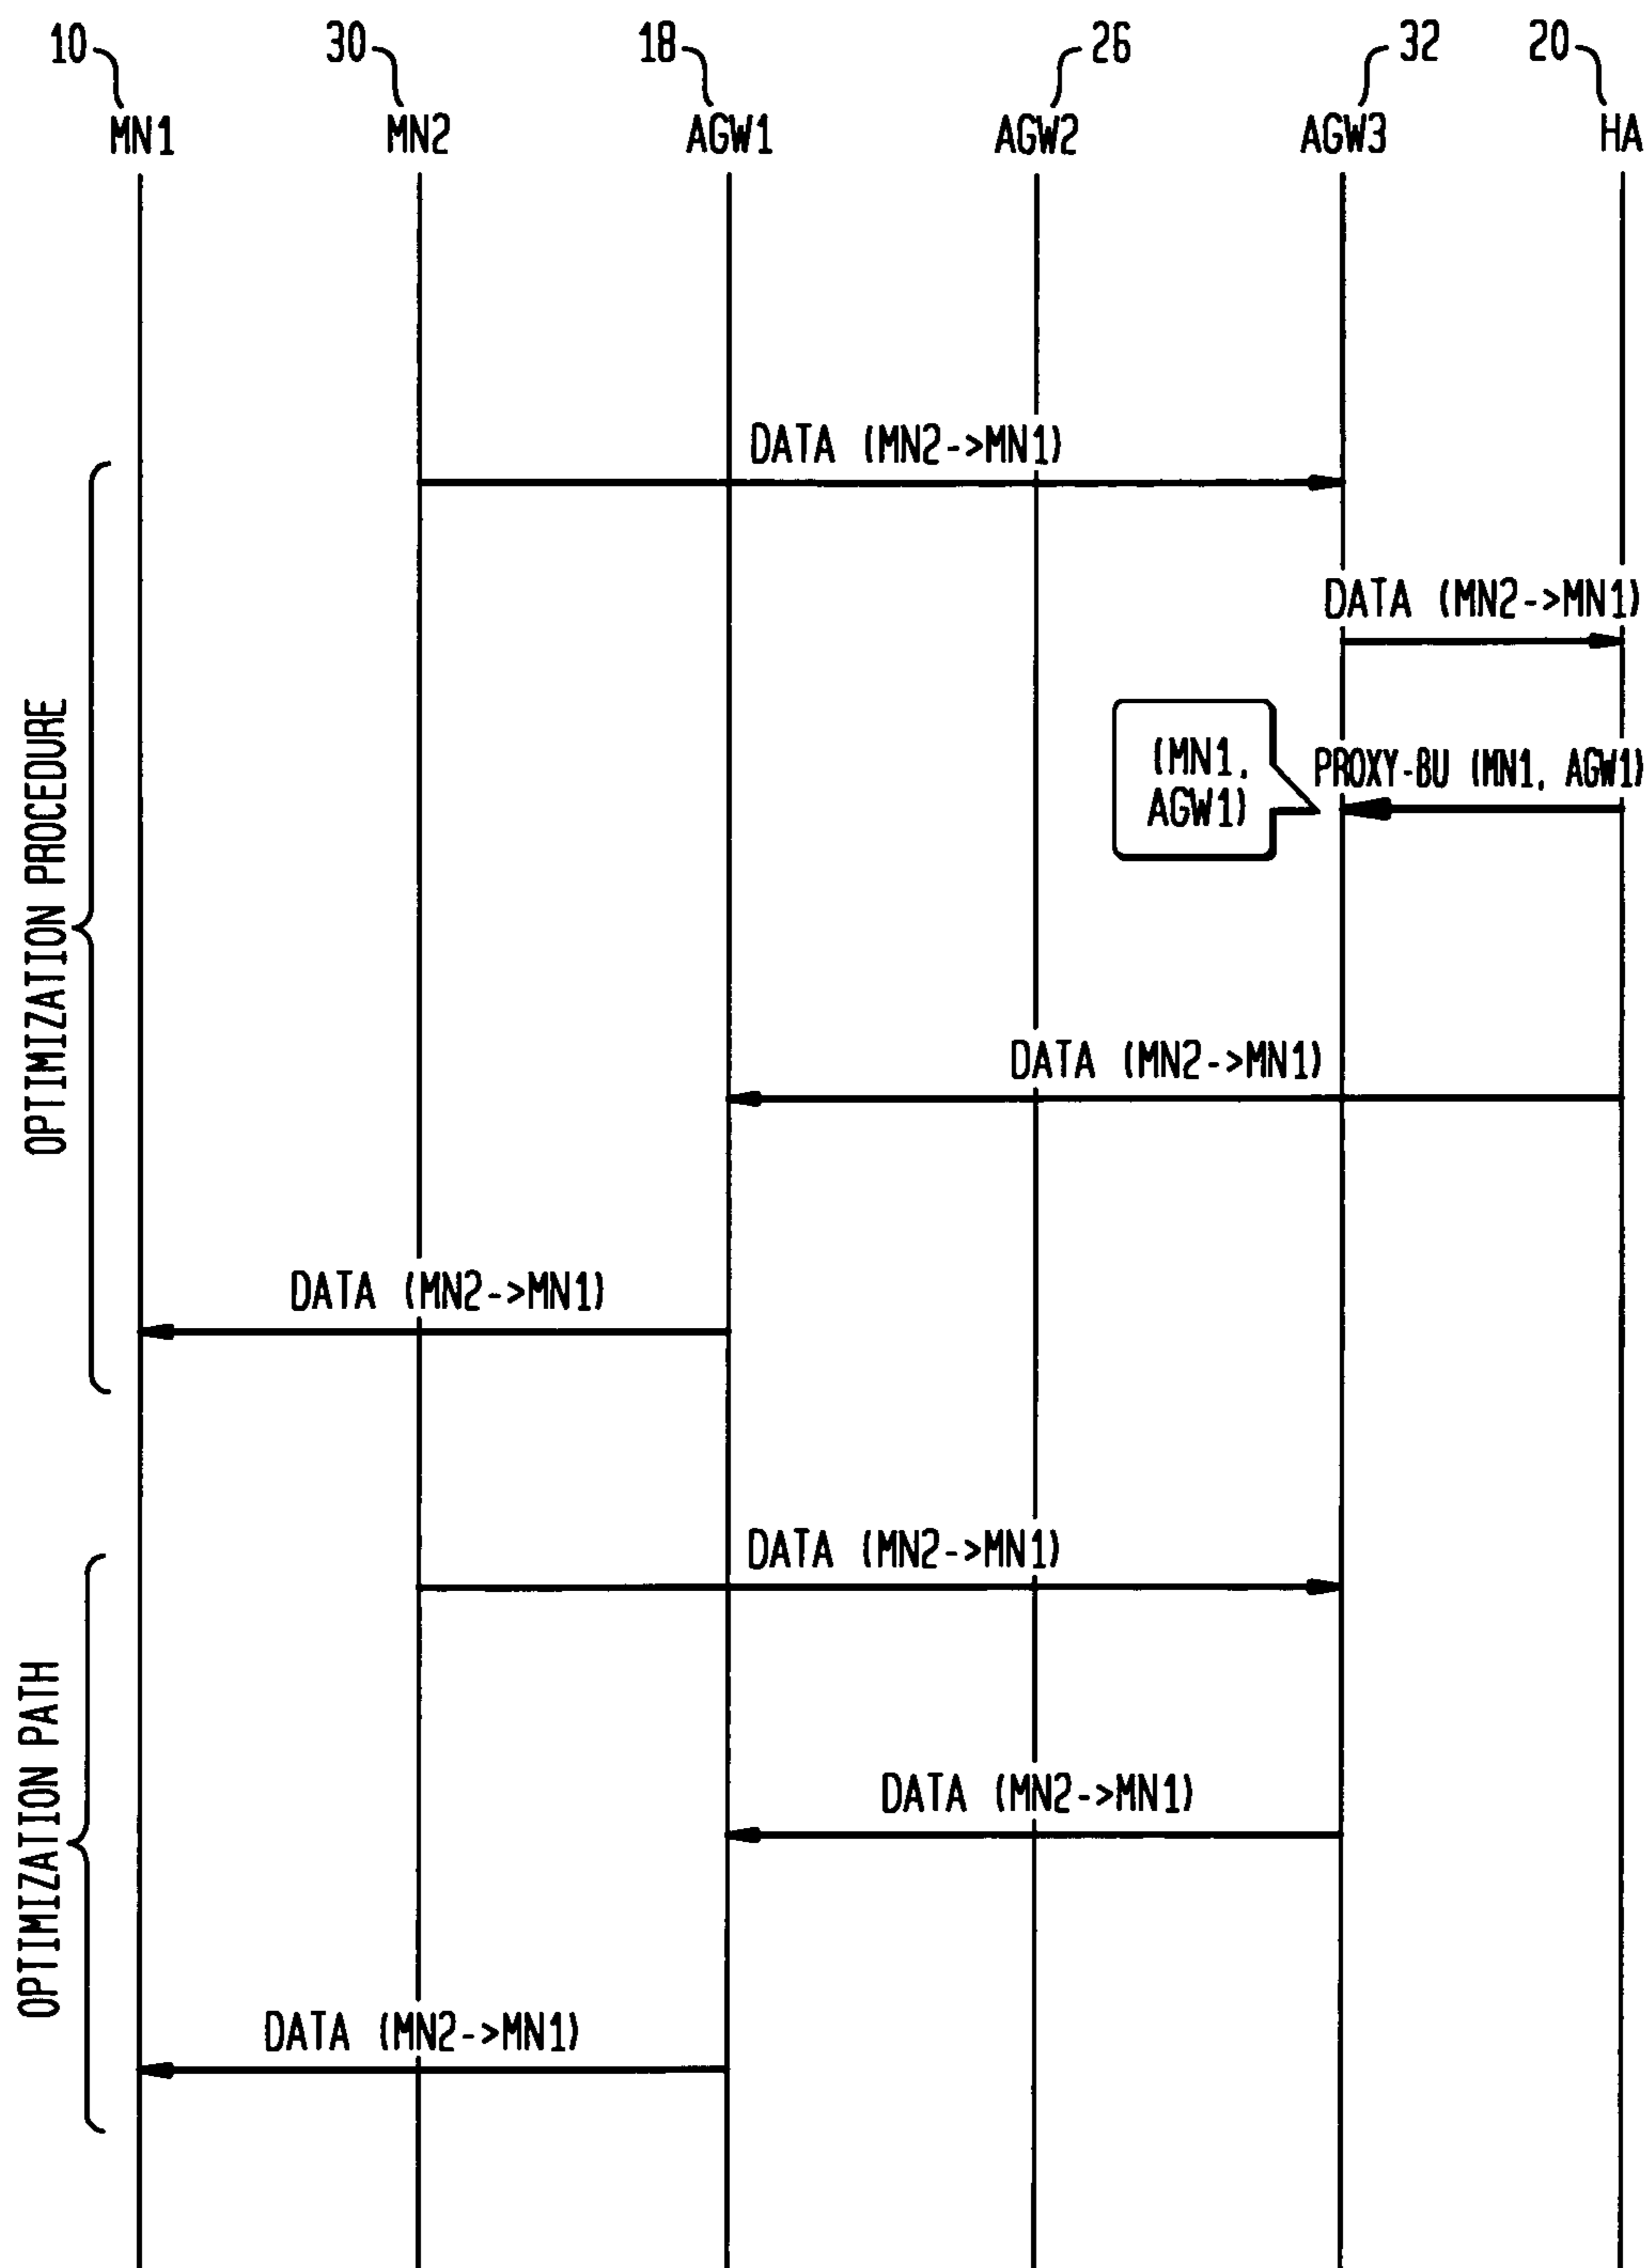 10
30
18
26
32
20
MN1
MN2
AGW1
AGW2
AGW3
HA
DATA (MN2->MN1)
DATA (MN2->MN1)
(MN1,
AGW1)
PROXY-BU (MN1, AGW1)
OPTIMIZATION PROCEDURE
DATA (MN2->MN1)
DATA (MN2->MN1)
DATA (MN2->MN1)
OPTIMIZATION PATH
DATA (MN2->MN1)
DATA (MN2->MN1)